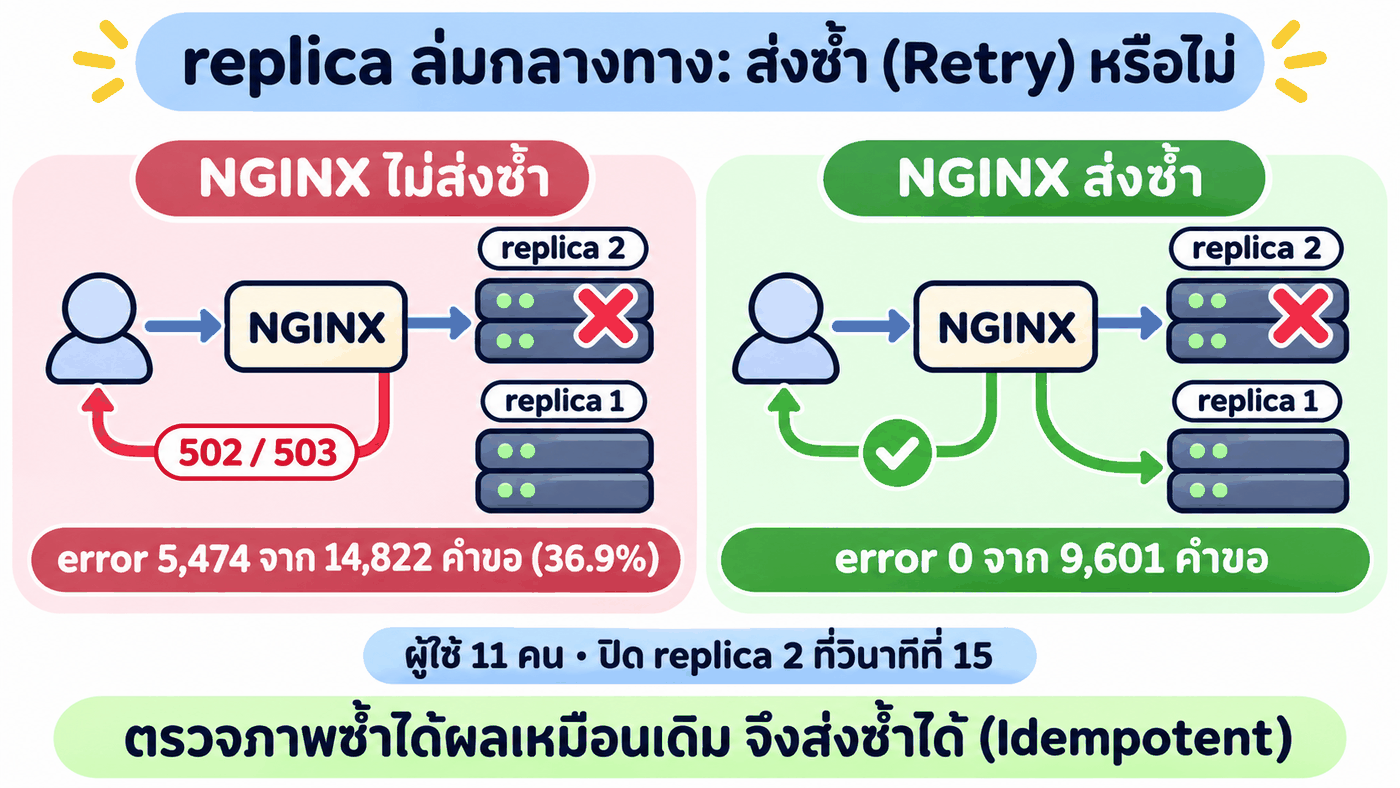 replica ล่มกลางทาง: ส่งซ้ำ (Retry) หรือไม่
NGINX ไม่ส่งซ้ำ
replica 2
NGINX
replica 1
502 / 503
error 5,474 จาก 14,822 คำขอ (36.9%)
NGINX ส่งซ้ำ
replica 2
NGINX
replica 1
error 0 จาก 9,601 คำขอ
ผู้ใช้ 11 คน • ปิด replica 2 ที่วินาทีที่ 15
ตรวจภาพซ้ำได้ผลเหมือนเดิม จึงส่งซ้ำได้ (Idempotent)